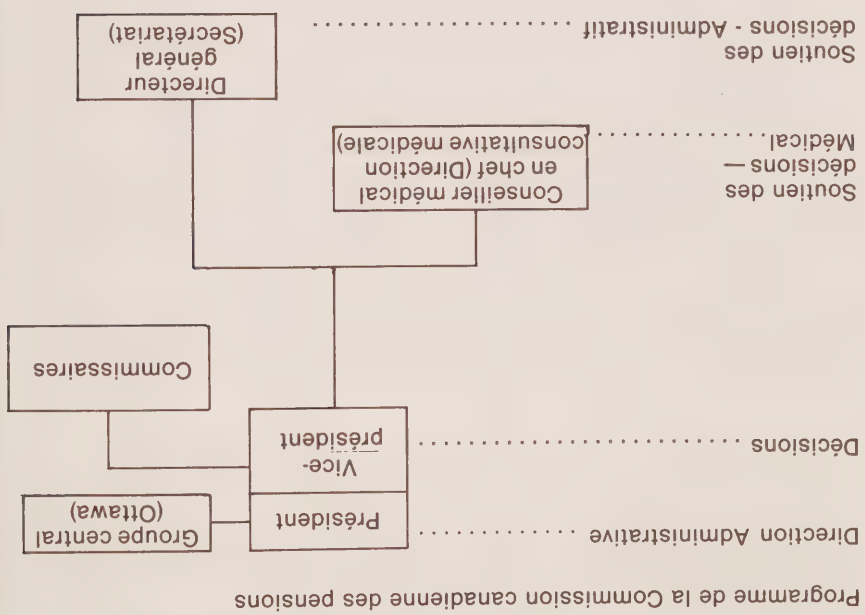 Programme de la Commission canadienne des pensions
Direction Administrative ....................
Président
Groupe central
(Ottawa)
Décisions ..............................
Vice-
président
Commissaires
Soutien des
décisions —
Médical ....................
Conseiller médical
en chef (Direction
consultative médicale)
Soutien des
décisions - Administratif ....................
Directeur
général
(Secrétariat)